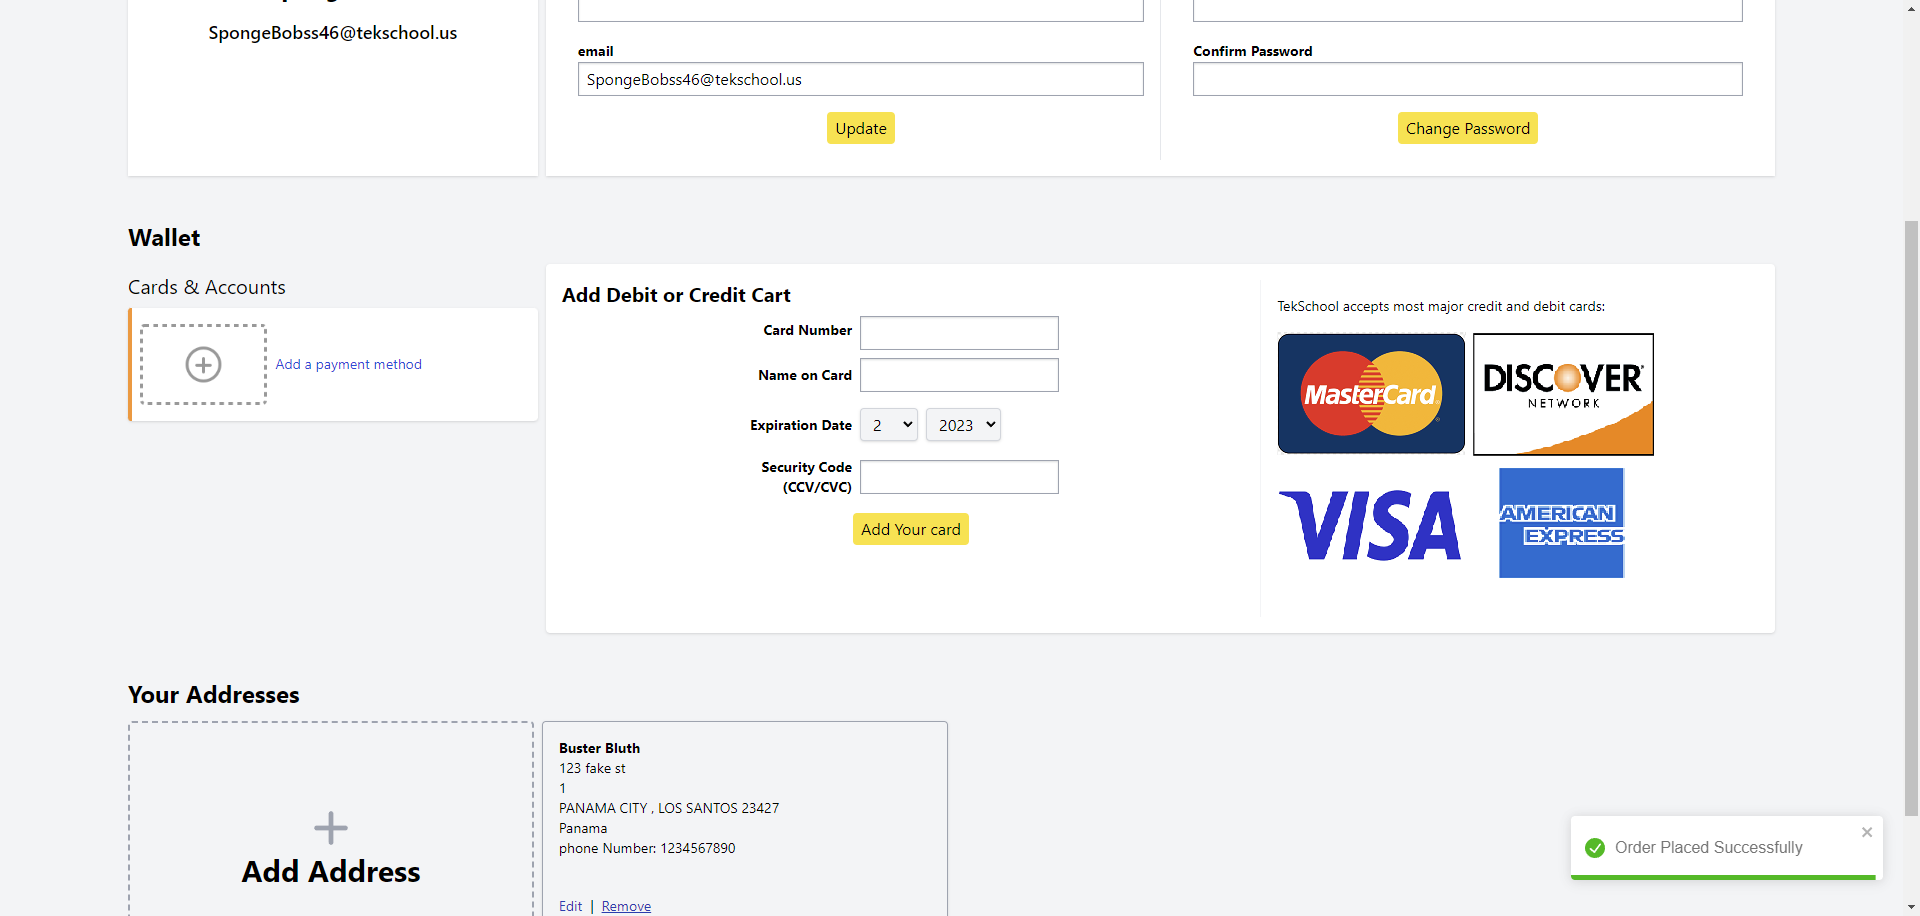 SpongeBobss46@tekschool.us
email
SpongeBobss46@tekschool.us
Update
Confirm Password
Change Password
Wallet
Cards & Accounts
Add a payment method
Add Debit or Credit Cart
Card Number
Name on Card
Expiration Date
2
2023
Security Code
(CCV/CVC)
Add Your card
TekSchool accepts most major credit and debit cards:
MasterCard
DISCOVER
NETWORK
VISA
AMERICAN
EXPRESS
Your Addresses
Add Address
Buster Bluth
123 fake st
1
PANAMA CITY , LOS SANTOS 23427
Panama
phone Number: 1234567890
Edit | Remove
Order Placed Successfully